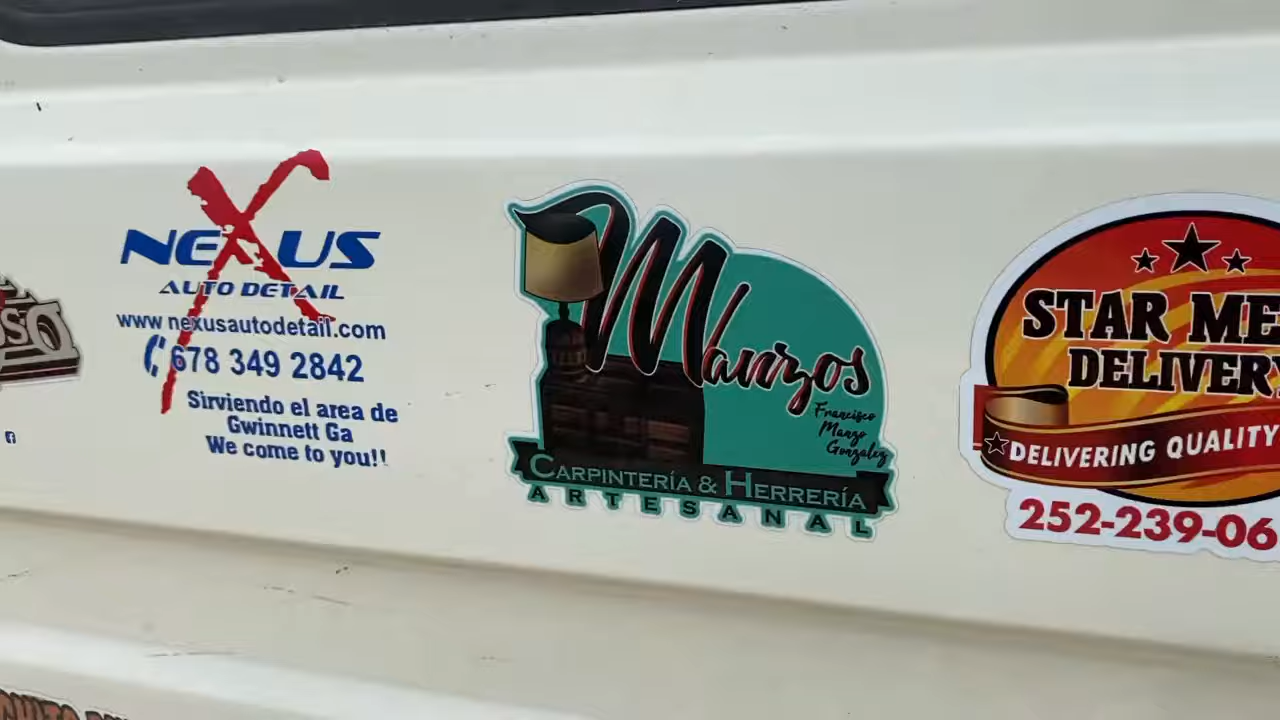 NEXUS
AUTO DETAIL
www.nexusautodetail.com
678 349 2842
Sirviendo el area de
Gwinnett Ga
We come to you!!
Manzos
Francisco
Manzo
Gonzalez
CARPINTERÍA & HERRERÍA
ARTESANAL
STAR ME
DELIVERY
DELIVERING QUALITY
252-239-06